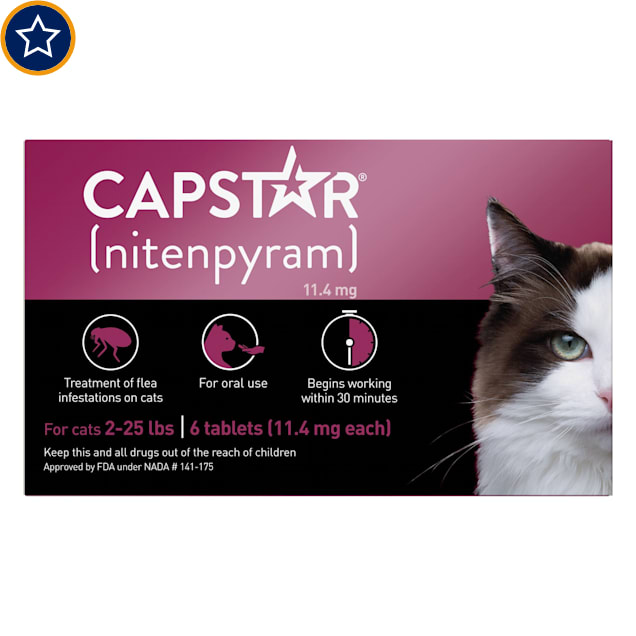 CAPSTAR®
(nitenpyram)
11.4 mg
Treatment of flea
infestations on cats
For oral use
Begins working
within 30 minutes
For cats 2-25 lbs | 6 tablets (11.4 mg each)
Keep this and all drugs out of the reach of children
Approved by FDA under NADA # 141-175